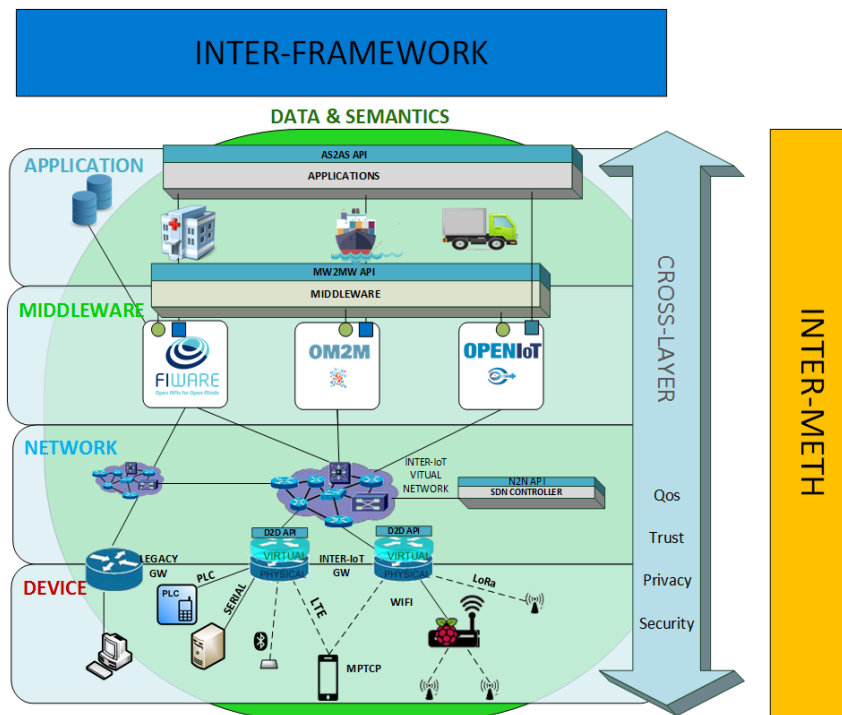 INTER-FRAMEWORK
DATA & SEMANTICS
AS2AS API
APPLICATION
APPLICATIONS
MW2MW API
MIDDLEWARE
MIDDLEWARE
FIWARE
Open APIs for Open Minds
OM2M
OPENIoT
CROSS-LAYER
INTER-METH
NETWORK
INTER-IoT
VITUAL
NETWORK
N2N API
SDN CONTROLLER
Qos
Trust
Privacy
Security
D2D API
D2D API
VIRTUAL
VIRTUAL
LEGACY
GW
INTER-IoT
GW
PHYSICAL
PHYSICAL
DEVICE
PLC
PLC
SERIAL
LTE
WIFI
LoRa
MPTCP